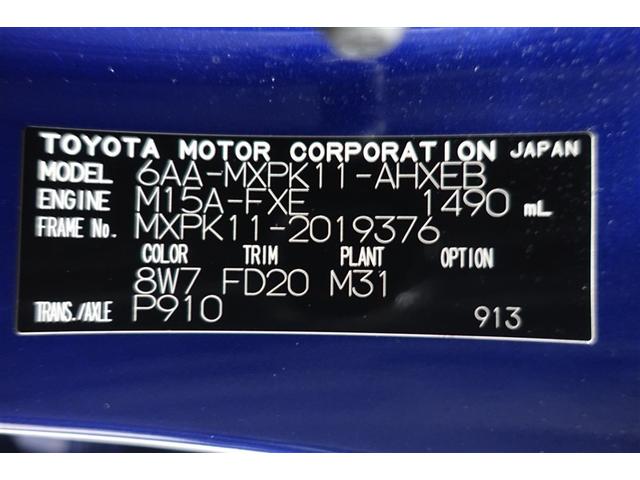 TOYOTA MOTOR CORPORATION JAPAN
MODEL 6AA-MXPK11-AHXEB
ENGINE M15A-FXE 1490 mL
FRAME No. MXPK11-2019376
COLOR TRIM PLANT OPTION
8W7 FD20 M31
TRANS./AXLE P910 913